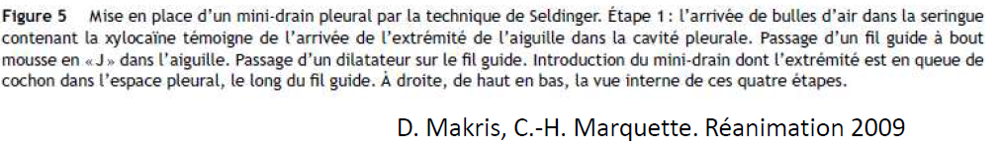 Figure 5 Mise en place d’un mini-drain pleural par la technique de Seldinger. Étape 1 : l’arrivée de bulles d’air dans la seringue
contenant la xylocaïne témoigne de l’arrivée de l’extrémité de l’aiguille dans la cavité pleurale. Passage d’un fil guide à bout
mousse en « J » dans l’aiguille. Passage d’un dilatateur sur le fil guide. Introduction du mini-drain dont l’extrémité est en queue de
cochon dans l’espace pleural, le long du fil guide. À droite, de haut en bas, la vue interne de ces quatre étapes.
D. Makris, C.-H. Marquette. Réanimation 2009